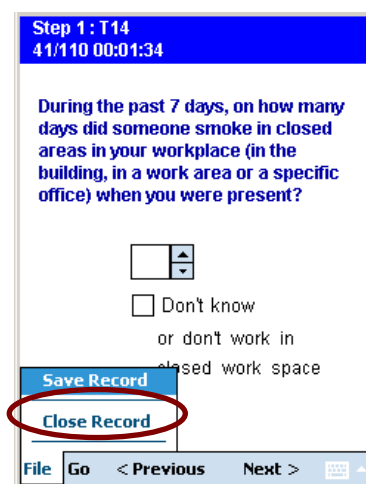 Step 1 : T14
41/110 00:01:34
During the past 7 days, on how many
days did someone smoke in closed
areas in your workplace (in the
building, in a work area or a specific
office) when you were present?
Don't know
or don't work in
closed work space
Save Record
Close Record
File Go < Previous Next >